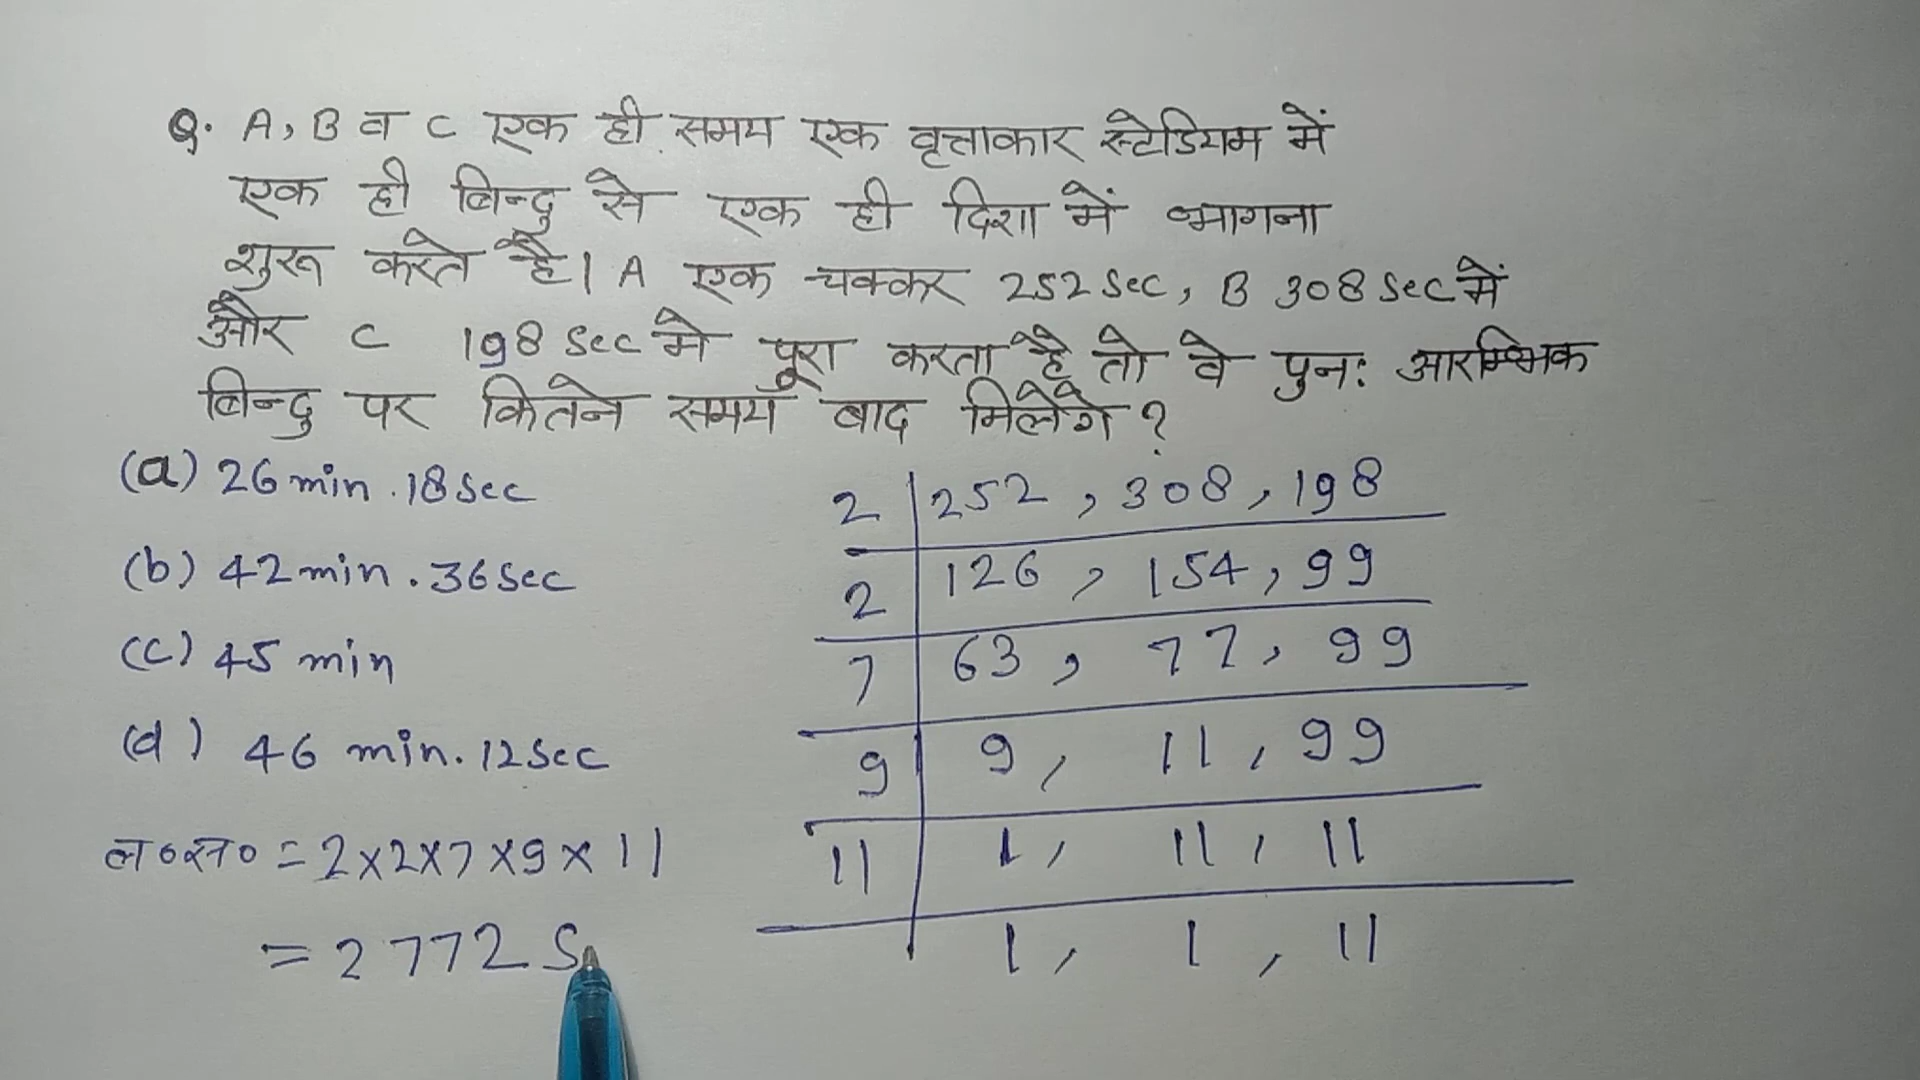 Q. A, B व C एक ही समय एक वृत्ताकार स्टेडियम में
एक ही बिन्दु से एक ही दिशा में भागना
शुरू करते है। A एक चक्कर 252 Sec, B 308 Sec में
और C 198 Sec मे पूरा करता है तो वे पुनः आरम्भिक
बिन्दु पर कितने समय बाद मिलेंगे ?
(a) 26 min. 18 Sec
(b) 42 min. 36 Sec
(c) 45 min
(d) 46 min. 12 Sec
ल०स० = 2×2×7×9×11
= 2772 S
2 | 252 , 308 , 198
2 | 126 , 154 , 99
7 | 63 , 77 , 99
9 | 9 , 11 , 99
11 | 1 , 11 , 11
1 , 1 , 11